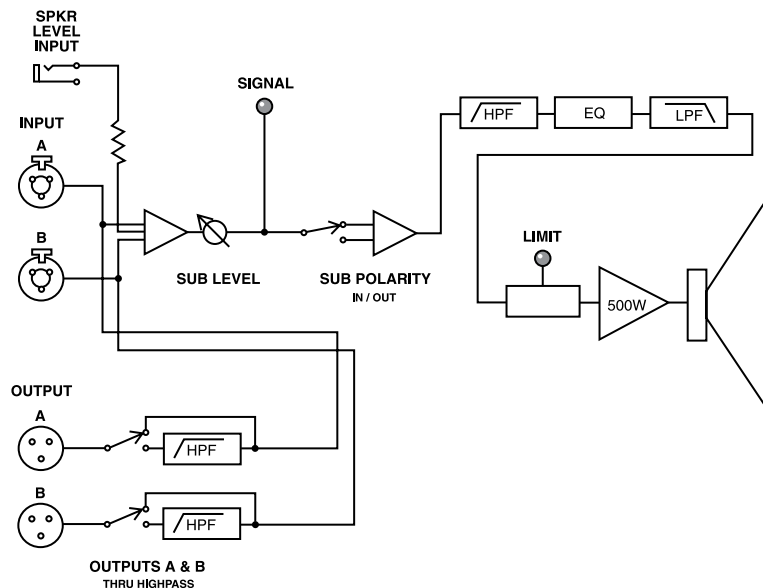 SPKR
LEVEL
INPUT
SIGNAL
HPF
EQ
LPF
INPUT
A
B
SUB LEVEL
SUB POLARITY
IN / OUT
LIMIT
500W
OUTPUT
A
HPF
B
HPF
OUTPUTS A & B
THRU HIGHPASS